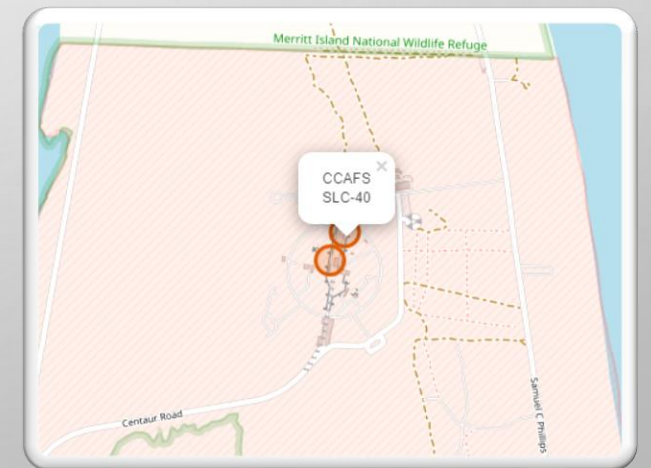 Merritt Island National Wildlife Refuge
×
CCAFS
SLC-40
Centaur Road
Samuel C Phillips